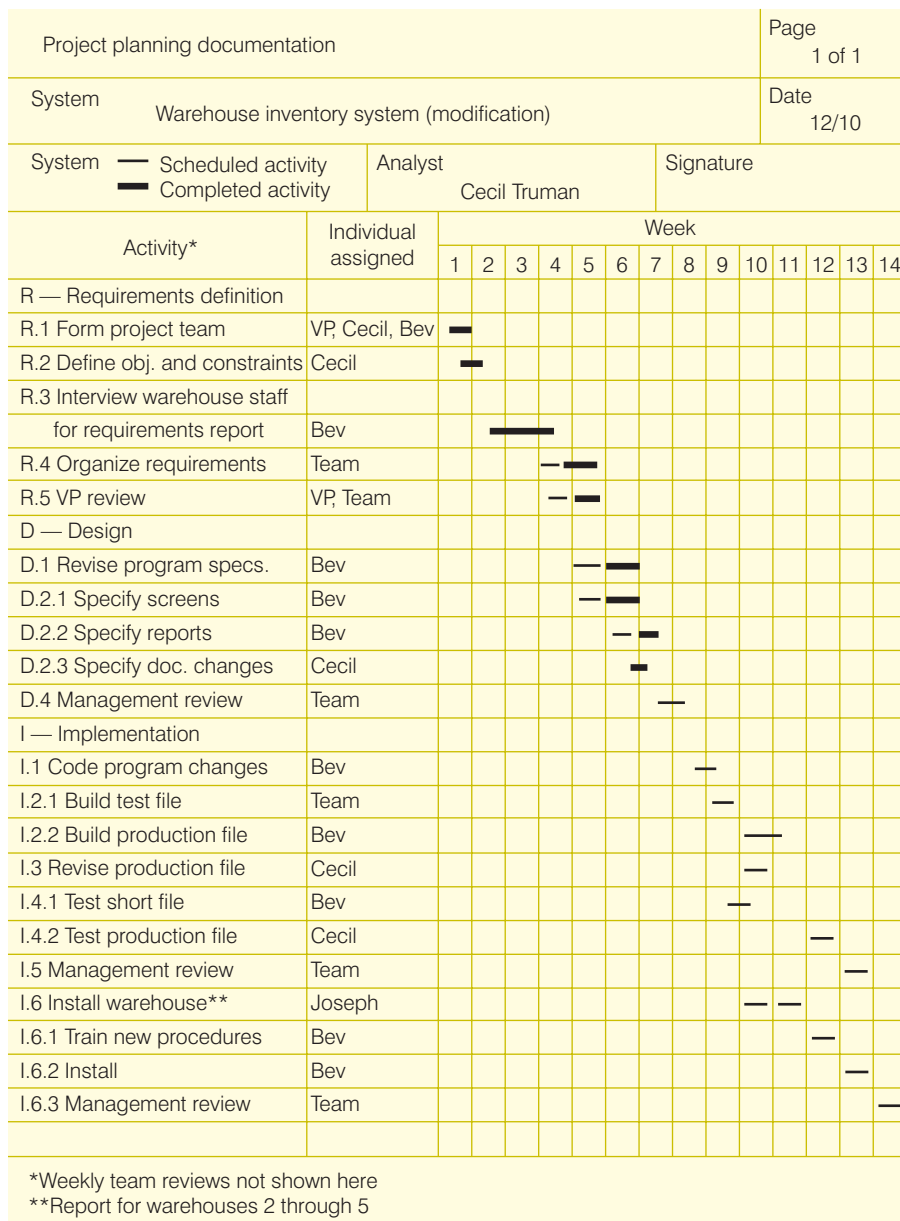 Project planning documentation
Page
1 of 1
System
Warehouse inventory system (modification)
Date
12/10
System
Scheduled activity
Completed activity
Analyst
Cecil Truman
Signature
Activity*
Individual
assigned
Week
1 2 3 4 5 6 7 8 9 10 11 12 13 14
R — Requirements definition
R.1 Form project team VP, Cecil, Bev
R.2 Define obj. and constraints Cecil
R.3 Interview warehouse staff
for requirements report Bev
R.4 Organize requirements Team
R.5 VP review VP, Team
D — Design
D.1 Revise program specs. Bev
D.2.1 Specify screens Bev
D.2.2 Specify reports Bev
D.2.3 Specify doc. changes Cecil
D.4 Management review Team
I — Implementation
I.1 Code program changes Bev
I.2.1 Build test file Team
I.2.2 Build production file Bev
I.3 Revise production file Cecil
I.4.1 Test short file Bev
I.4.2 Test production file Cecil
I.5 Management review Team
I.6 Install warehouse** Joseph
I.6.1 Train new procedures Bev
I.6.2 Install Bev
I.6.3 Management review Team
*Weekly team reviews not shown here
**Report for warehouses 2 through 5